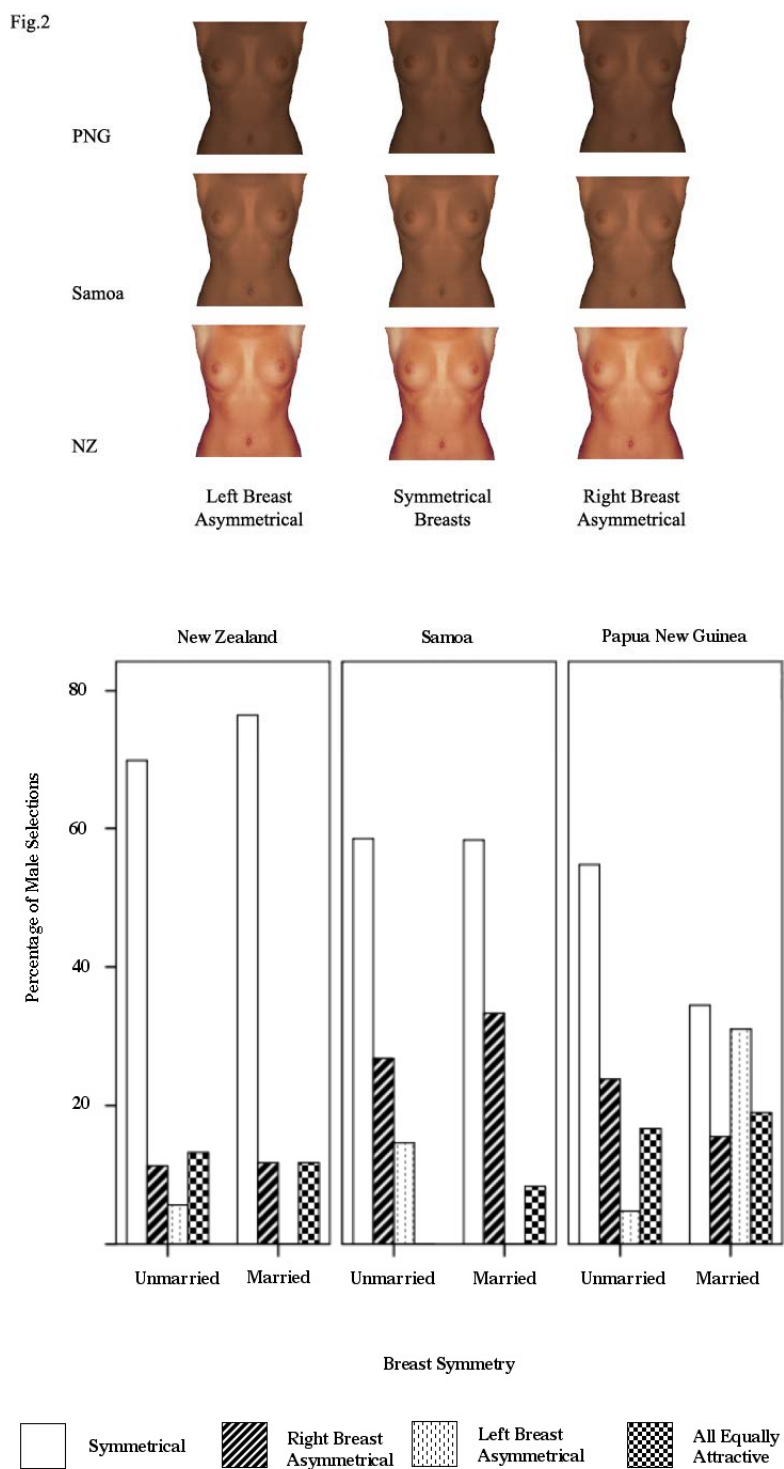 Fig.2
PNG
Samoa
NZ
Left Breast
Asymmetrical
Symmetrical
Breasts
Right Breast
Asymmetrical
New Zealand
Samoa
Papua New Guinea
80
60
40
20
Percentage of Male Selections
Unmarried
Married
Unmarried
Married
Unmarried
Married
Breast Symmetry
Symmetrical
Right Breast
Asymmetrical
Left Breast
Asymmetrical
All Equally
Attractive